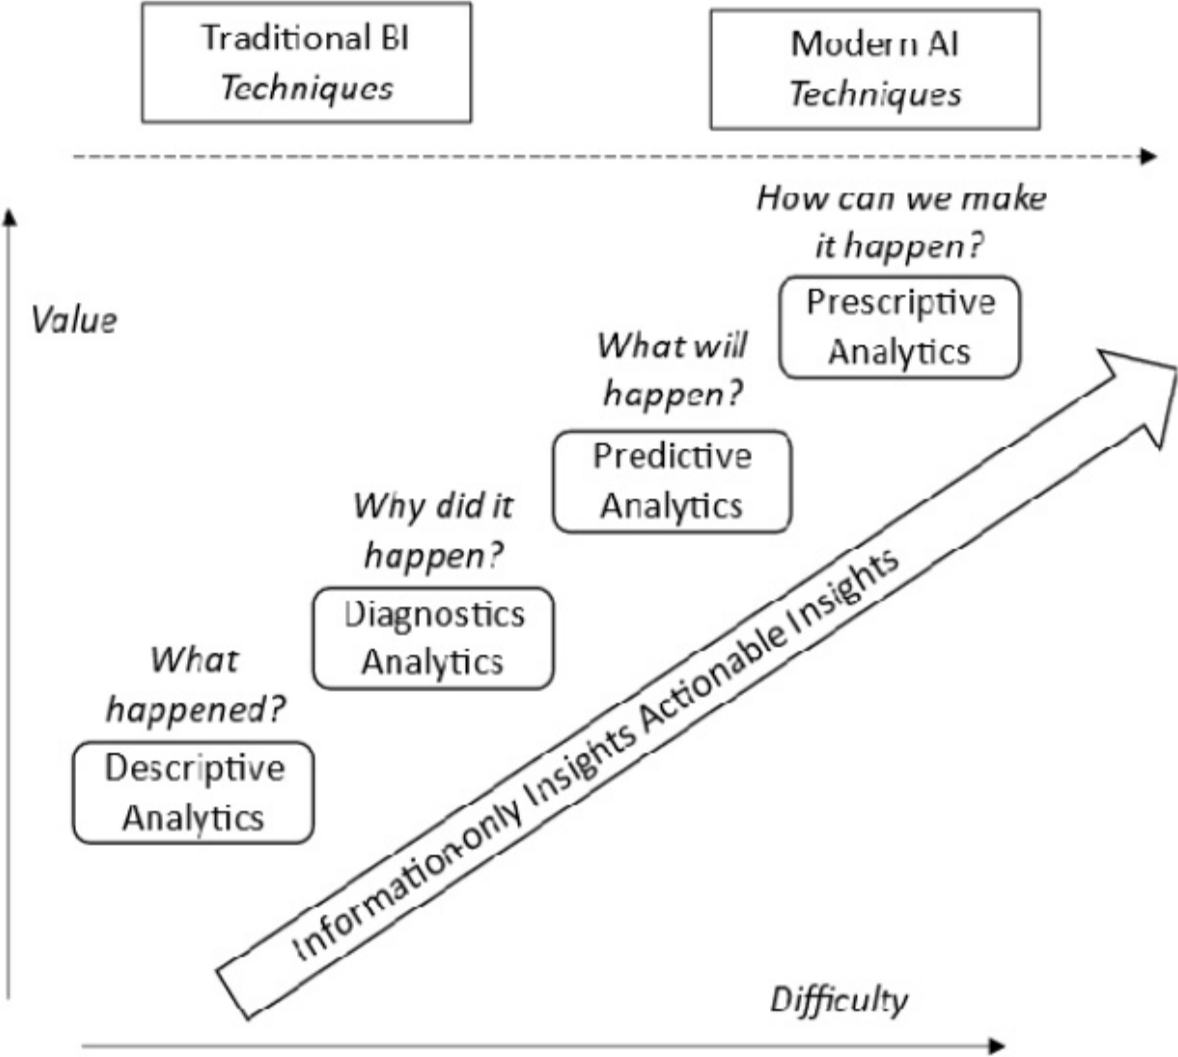 Traditional BI
Techniques
Modern AI
Techniques
How can we make
it happen?
Prescriptive
Analytics
Value
What will
happen?
Predictive
Analytics
Why did it
happen?
Diagnostics
Analytics
What
happened?
Descriptive
Analytics
Information-only Insights Actionable Insights
Difficulty